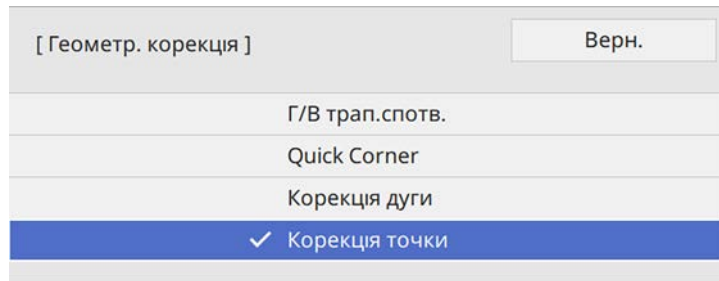 [ Геометр. корекція ]
Верн.
Г/В трап.спотв.
Quick Corner
Корекція дуги
Корекція точки